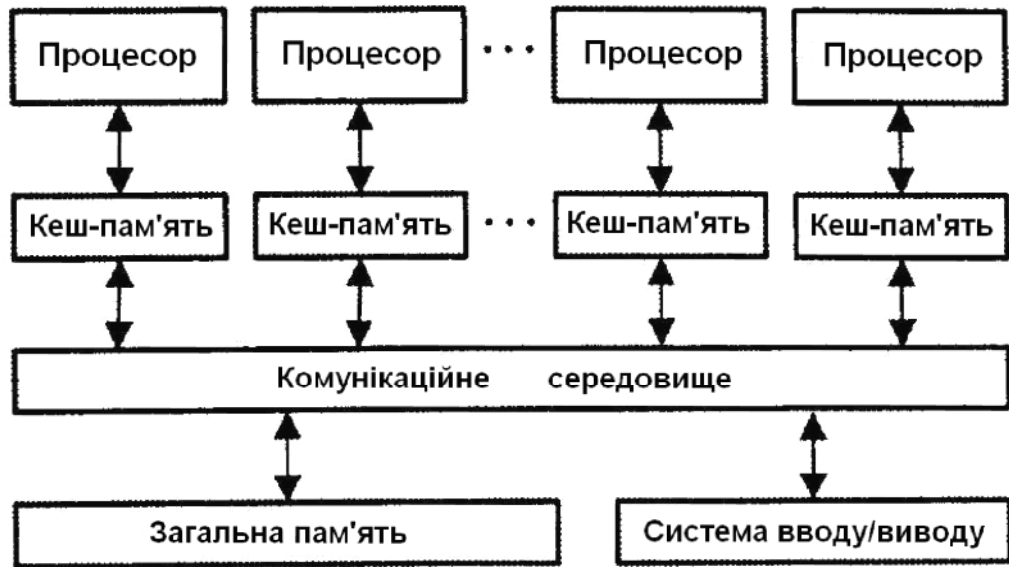 Процесор Процесор ... Процесор Процесор
Кеш-пам'ять Кеш-пам'ять ... Кеш-пам'ять Кеш-пам'ять
Комунікаційне середовище
Загальна пам'ять Система вводу/виводу